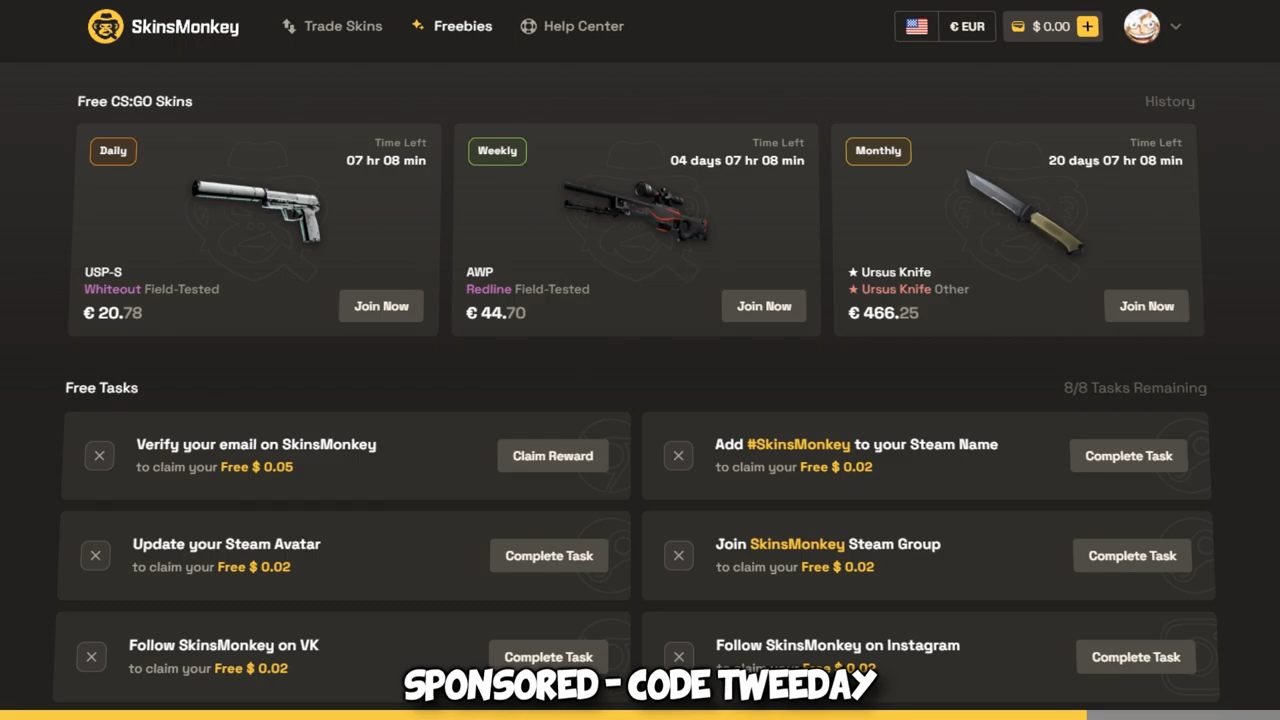 SkinsMonkey
Trade Skins
Freebies
Help Center
€ EUR
$ 0.00
Free CS:GO Skins
History
Daily
Time Left
07 hr 08 min
USP-S
Whiteout Field-Tested
€ 20.78
Join Now
Weekly
Time Left
04 days 07 hr 08 min
AWP
Redline Field-Tested
€ 44.70
Join Now
Monthly
Time Left
20 days 07 hr 08 min
★ Ursus Knife
★ Ursus Knife Other
€ 466.25
Join Now
Free Tasks
8/8 Tasks Remaining
Verify your email on SkinsMonkey
to claim your Free $ 0.05
Claim Reward
Add #SkinsMonkey to your Steam Name
to claim your Free $ 0.02
Complete Task
Update your Steam Avatar
to claim your Free $ 0.02
Complete Task
Join SkinsMonkey Steam Group
to claim your Free $ 0.02
Complete Task
Follow SkinsMonkey on VK
to claim your Free $ 0.02
Complete Task
Follow SkinsMonkey on Instagram
to claim your Free $ 0.02
Complete Task
SPONSORED - CODE TWEEDAY